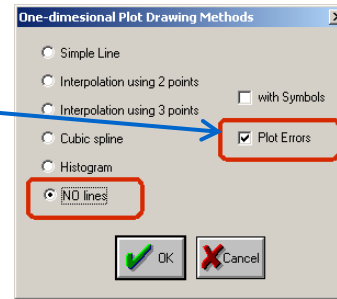 One-dimesional Plot Drawing Methods
Simple Line
Interpolation using 2 points
Interpolation using 3 points
Cubic spline
Histogram
NO lines
with Symbols
Plot Errors
OK
Cancel